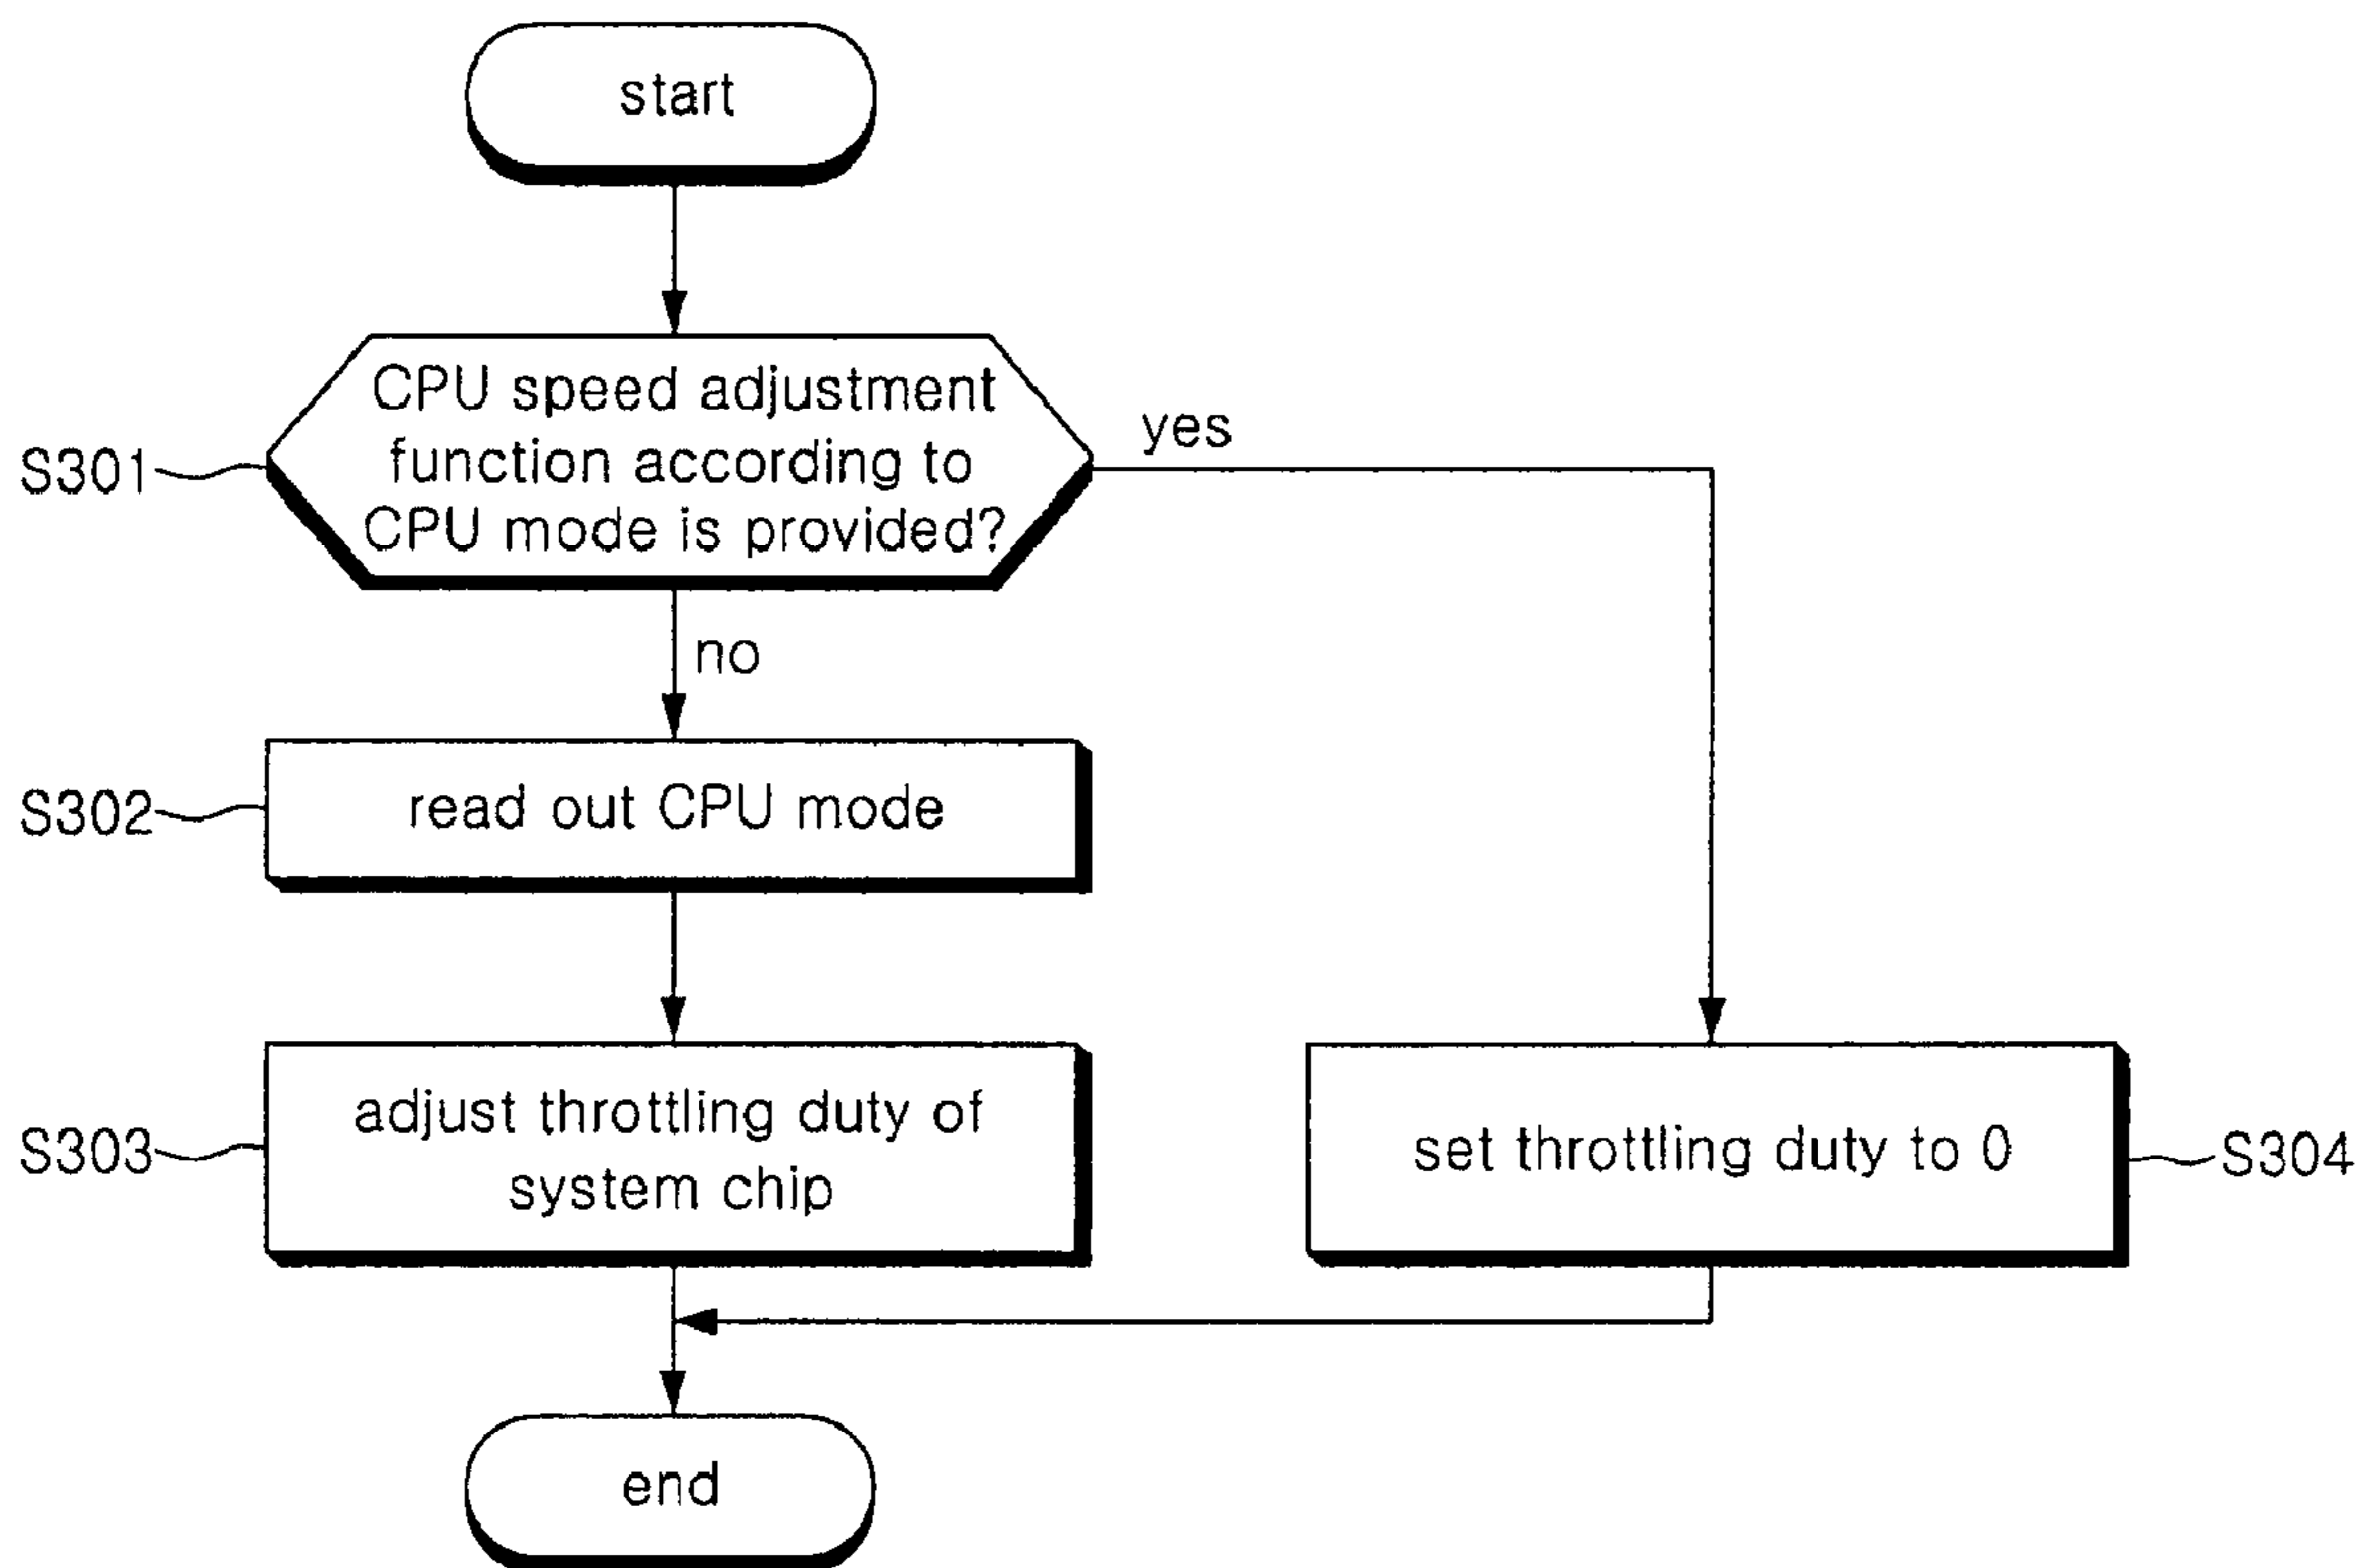 start
CPU speed adjustment
function according to
CPU mode is provided?
S301
yes
no
S302
read out CPU mode
S303
adjust throttling duty of
system chip
set throttling duty to 0
S304
end